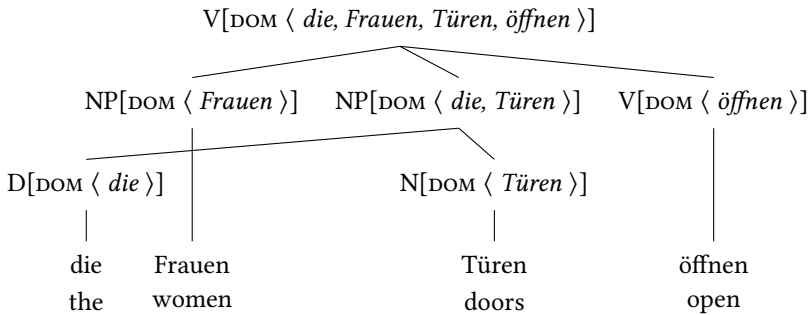 V[DOM ⟨ die, Frauen, Türen, öffnen ⟩]
NP[DOM ⟨ Frauen ⟩] NP[DOM ⟨ die, Türen ⟩] V[DOM ⟨ öffnen ⟩]
D[DOM ⟨ die ⟩] N[DOM ⟨ Türen ⟩]
die Frauen Türen öffnen
the women doors open